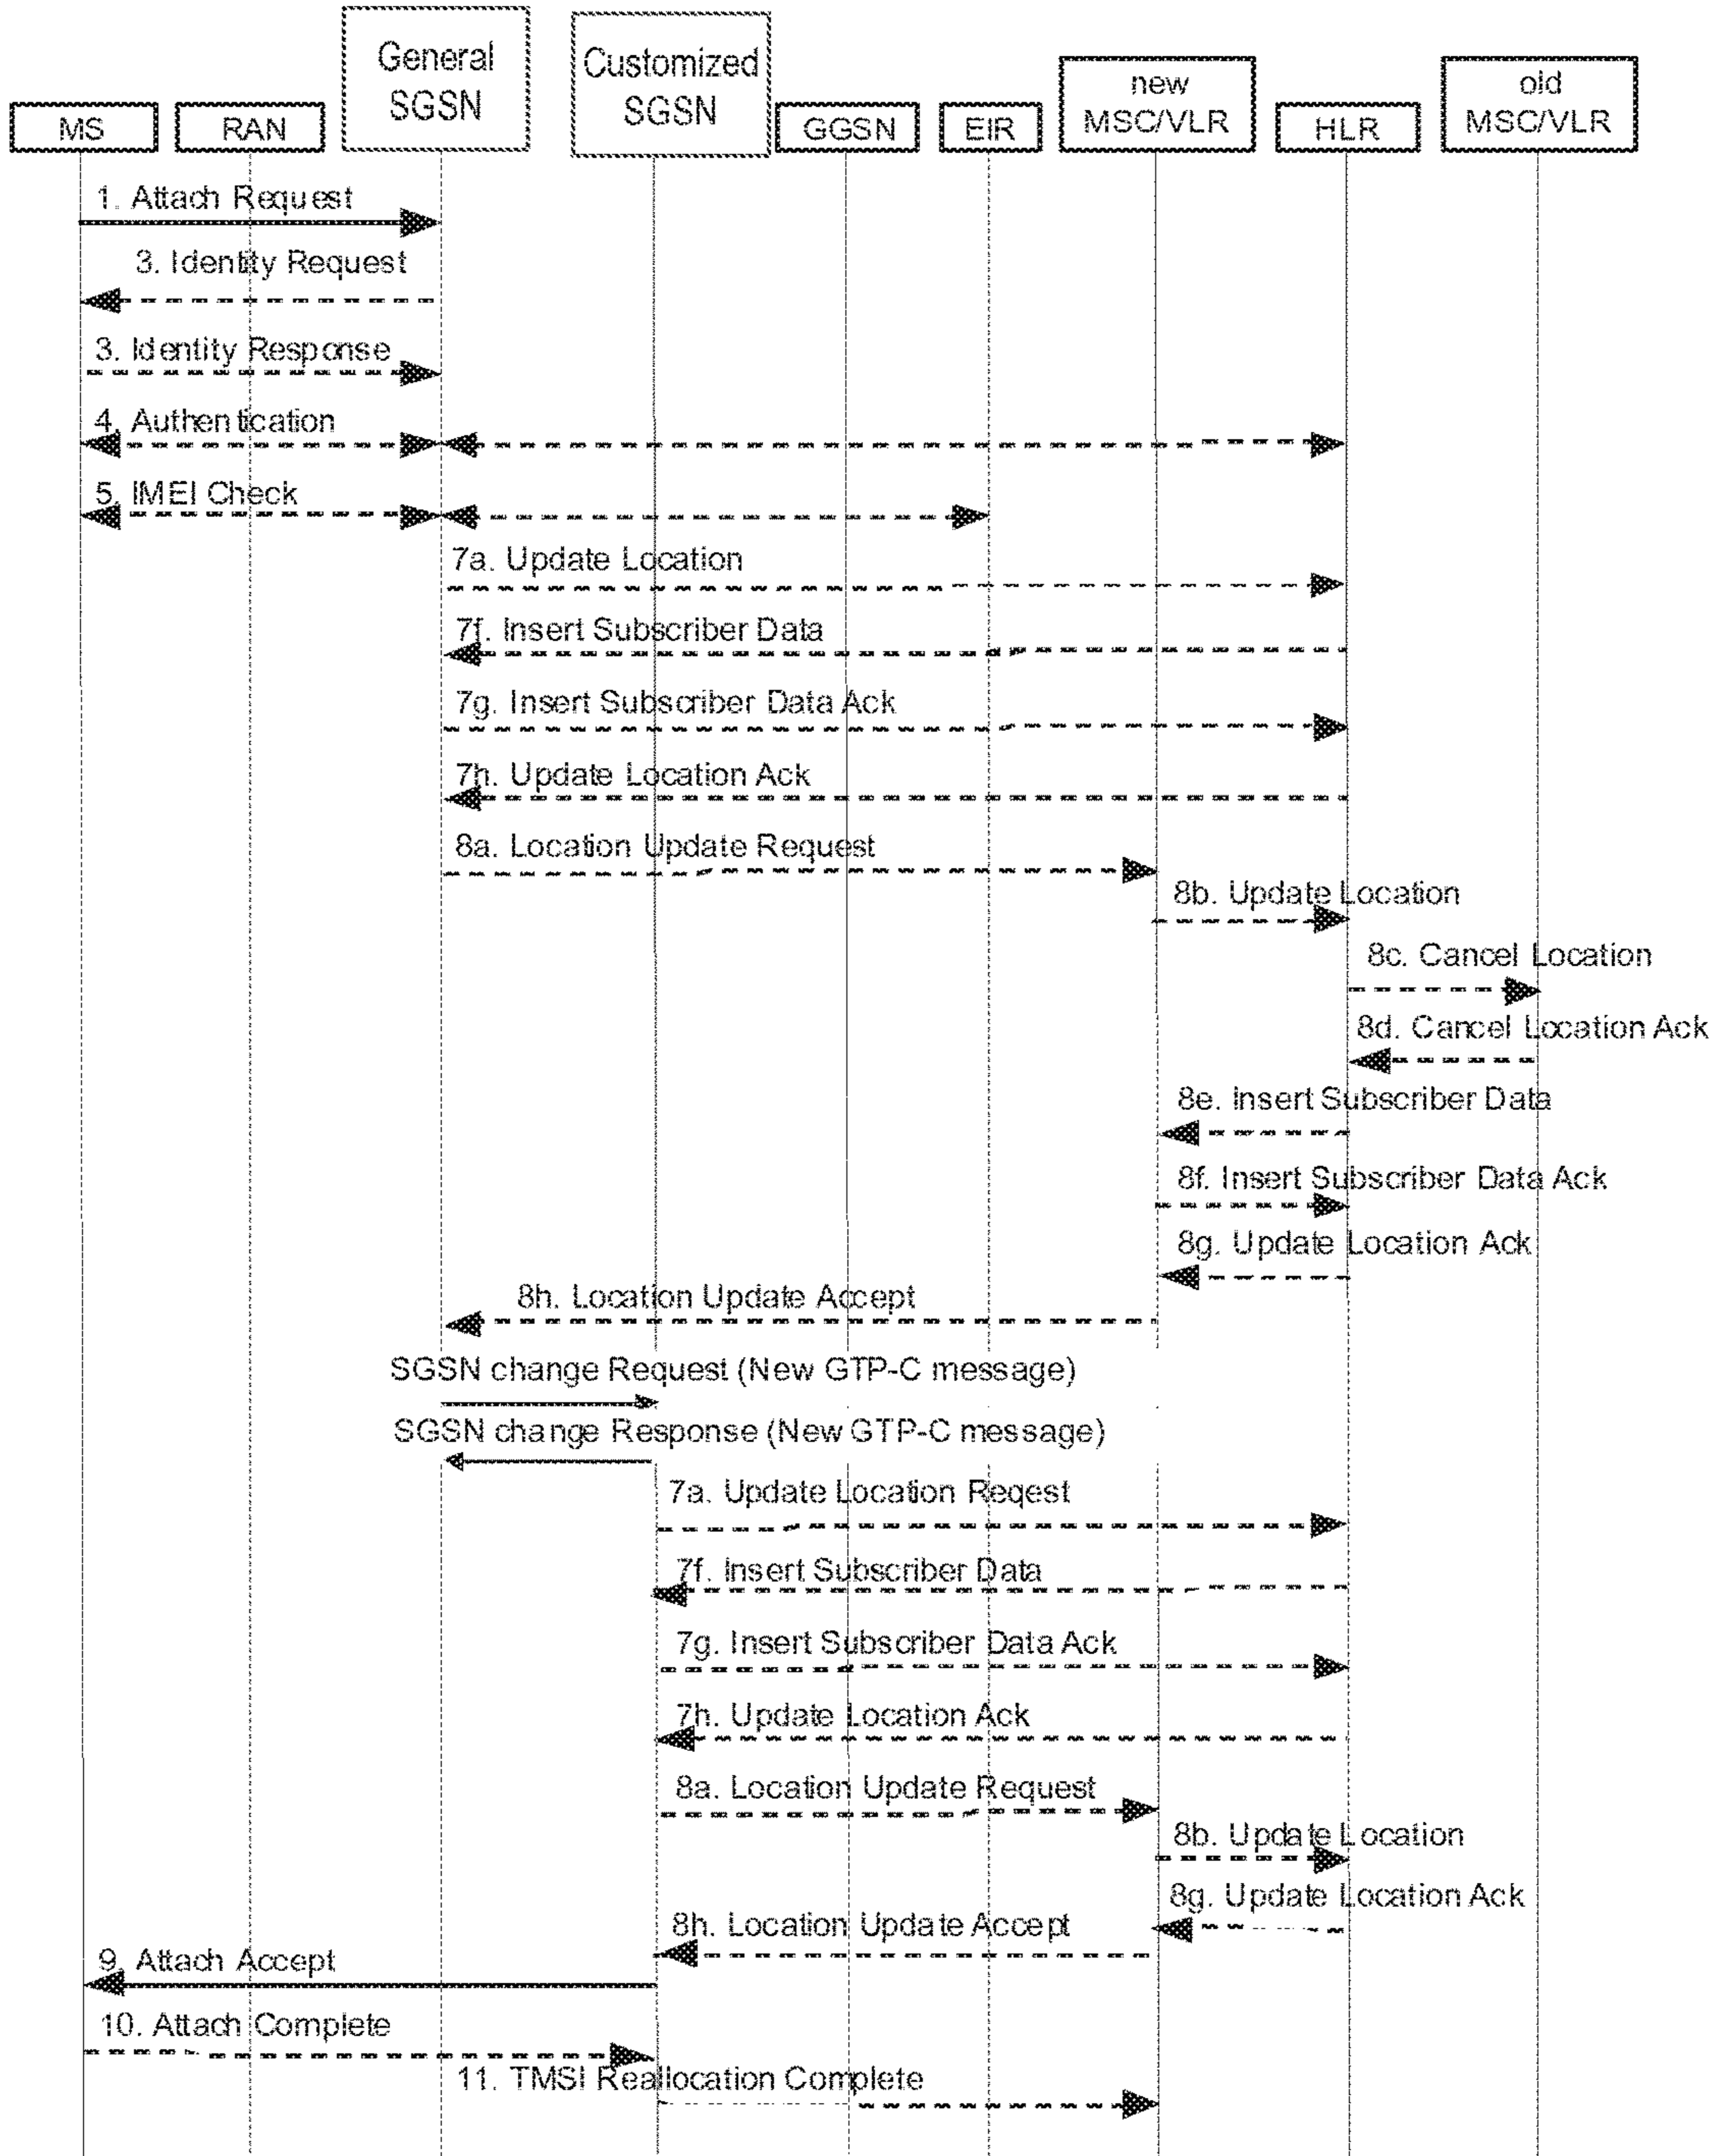 General
SGSN
Customized
SGSN
new
MSC/VLR
old
MSC/VLR
MS
RAN
GGSN
EIR
HLR
1. Attach Request
3. Identity Request
3. Identity Response
4. Authentication
5. IMEI Check
7a. Update Location
7f. Insert Subscriber Data
7g. Insert Subscriber Data Ack
7h. Update Location Ack
8a. Location Update Request
8b. Update Location
8c. Cancel Location
8d. Cancel Location Ack
8e. Insert Subscriber Data
8f. Insert Subscriber Data Ack
8g. Update Location Ack
8h. Location Update Accept
SGSN change Request (New GTP-C message)
SGSN change Response (New GTP-C message)
7a. Update Location Reqest
7f. Insert Subscriber Data
7g. Insert Subscriber Data Ack
7h. Update Location Ack
8a. Location Update Request
8b. Update Location
8g. Update Location Ack
8h. Location Update Accept
9. Attach Accept
10. Attach Complete
11. TMSI Reallocation Complete